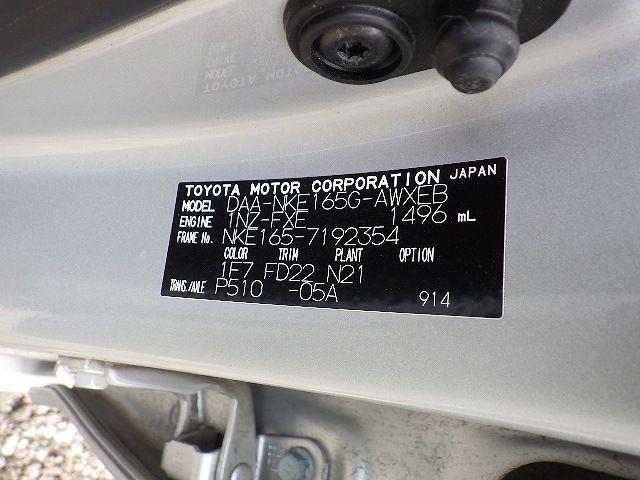 TOYOTA MOTOR CORPORATION JAPAN
MODEL DAA-NKE165G-AWXEB
ENGINE 1NZ-FXE 1496 mL
FRAME No. NKE165-7192354
COLOR TRIM PLANT OPTION
1F7 FD22 N21
TRANS./AXLE P510 -05A
914